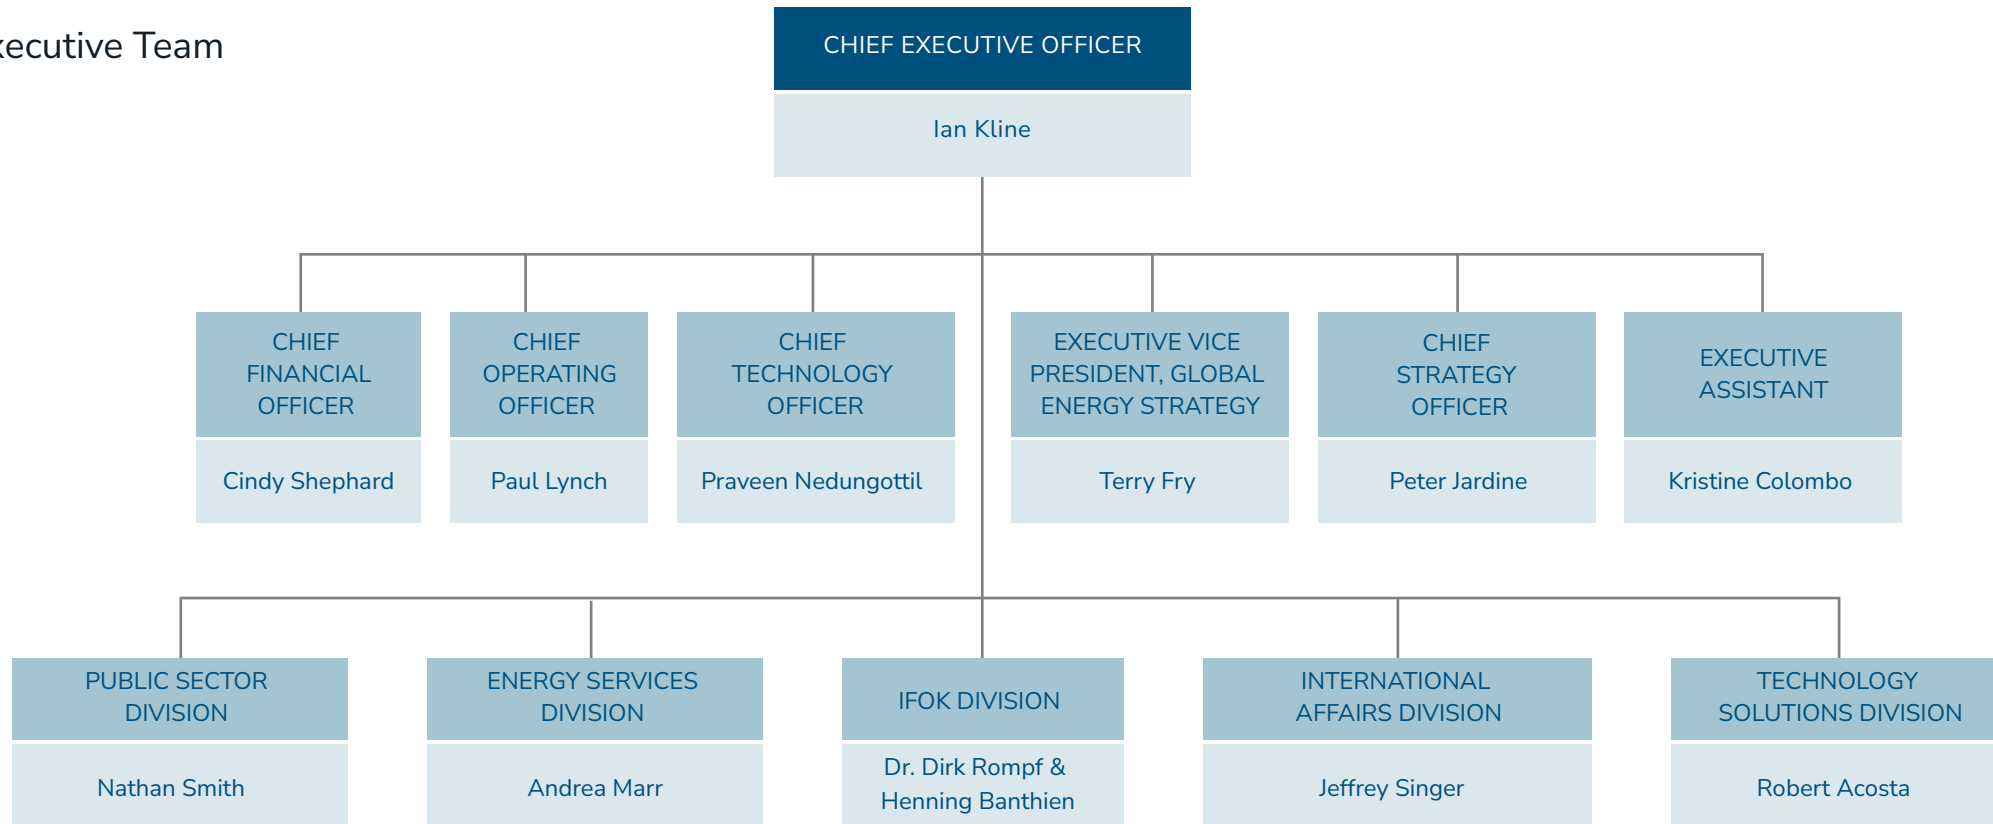 xecutive Team
CHIEF EXECUTIVE OFFICER
Ian Kline
CHIEF
FINANCIAL
OFFICER
Cindy Shephard
CHIEF
OPERATING
OFFICER
Paul Lynch
CHIEF
TECHNOLOGY
OFFICER
Praveen Nedungottil
EXECUTIVE VICE
PRESIDENT, GLOBAL
ENERGY STRATEGY
Terry Fry
CHIEF
STRATEGY
OFFICER
Peter Jardine
EXECUTIVE
ASSISTANT
Kristine Colombo
PUBLIC SECTOR
DIVISION
Nathan Smith
ENERGY SERVICES
DIVISION
Andrea Marr
IFOK DIVISION
Dr. Dirk Rompf &
Henning Banthien
INTERNATIONAL
AFFAIRS DIVISION
Jeffrey Singer
TECHNOLOGY
SOLUTIONS DIVISION
Robert Acosta